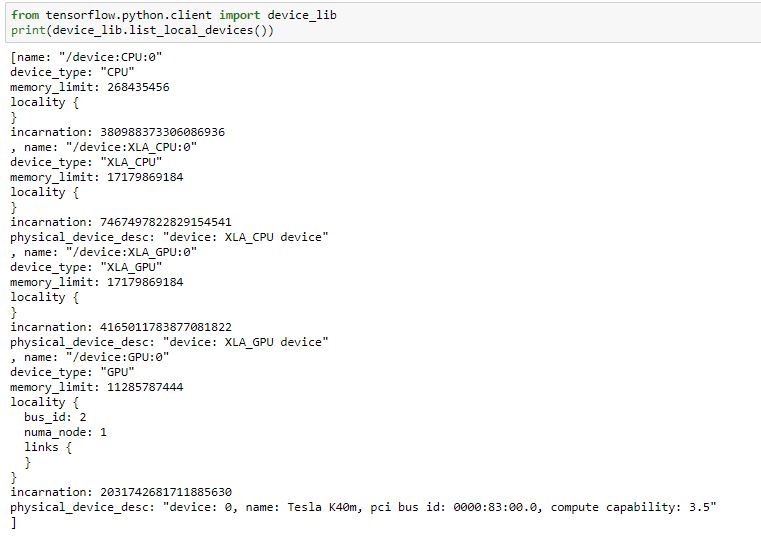 from tensorflow.python.client import device_lib
print(device_lib.list_local_devices())
[name: "/device:CPU:0"
device_type: "CPU"
memory_limit: 268435456
locality {
}
incarnation: 380988373306086936
, name: "/device:XLA_CPU:0"
device_type: "XLA_CPU"
memory_limit: 17179869184
locality {
}
incarnation: 7467497822829154541
physical_device_desc: "device: XLA_CPU device"
, name: "/device:XLA_GPU:0"
device_type: "XLA_GPU"
memory_limit: 17179869184
locality {
}
incarnation: 4165011783877081822
physical_device_desc: "device: XLA_GPU device"
, name: "/device:GPU:0"
device_type: "GPU"
memory_limit: 11285787444
locality {
  bus_id: 2
  numa_node: 1
  links {
  }
}
incarnation: 2031742681711885630
physical_device_desc: "device: 0, name: Tesla K40m, pci bus id: 0000:83:00.0, compute capability: 3.5"
]